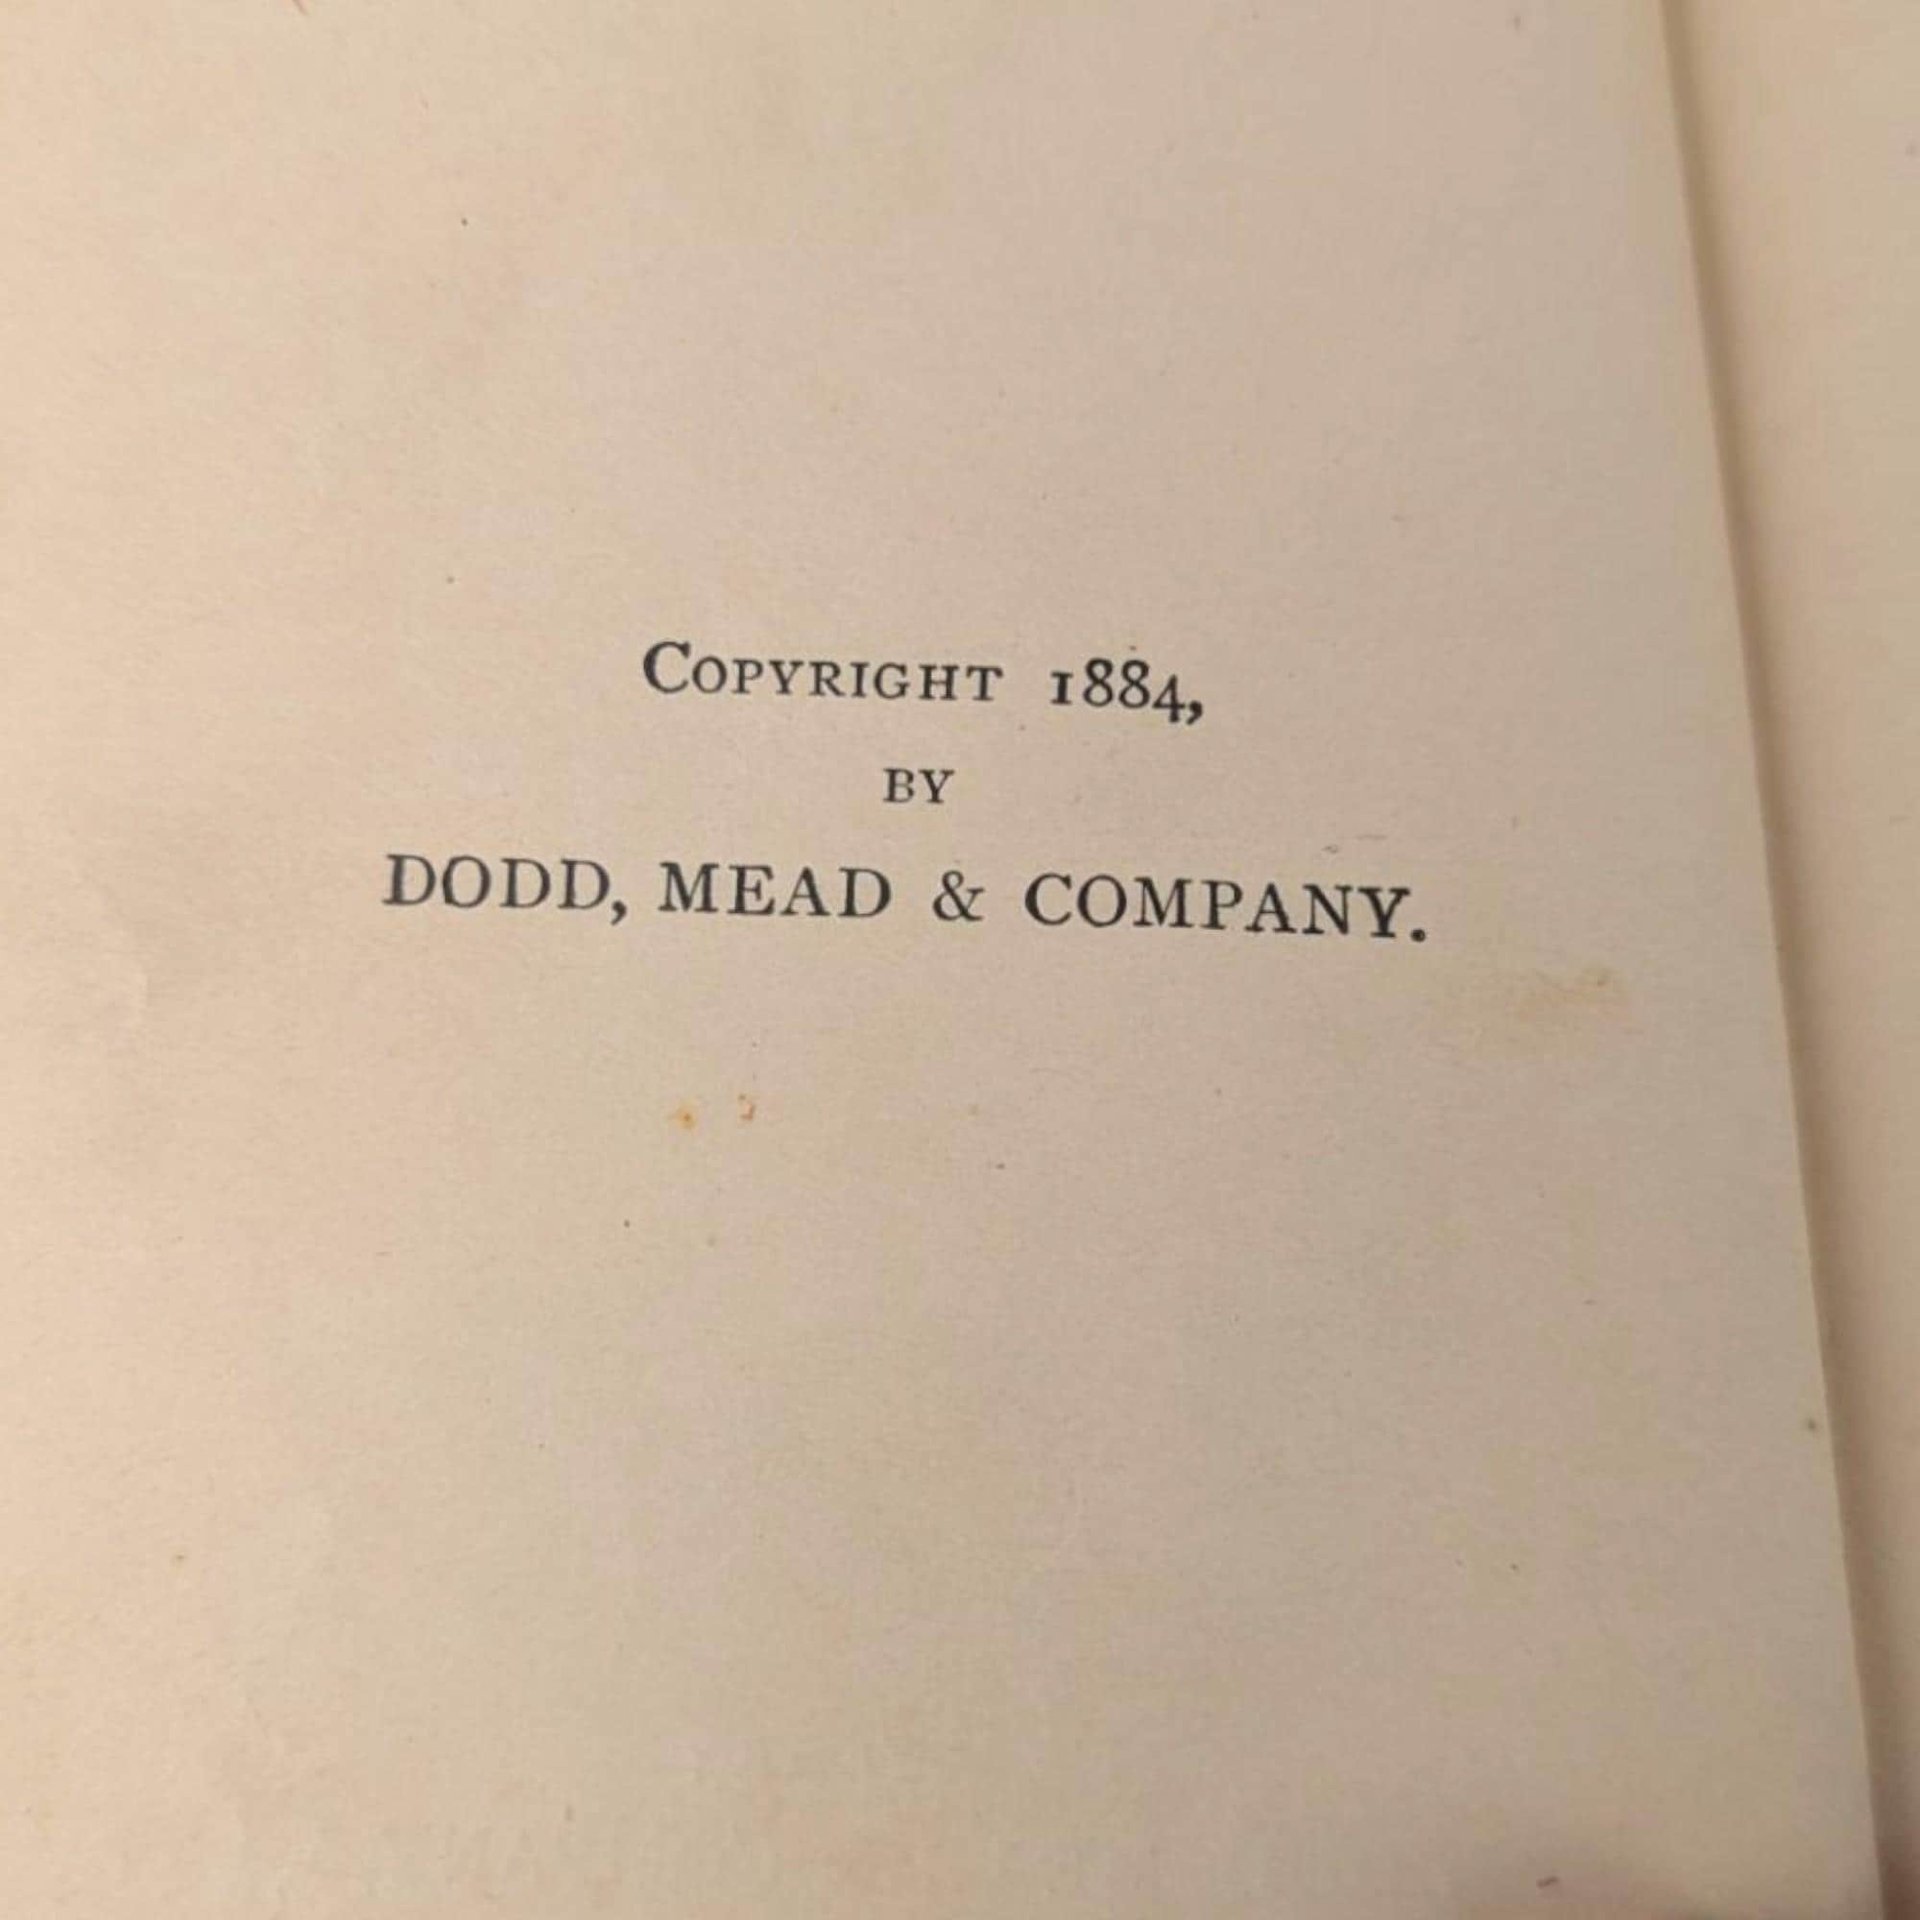 COPYRIGHT 1884,
BY
DODD, MEAD & COMPANY.